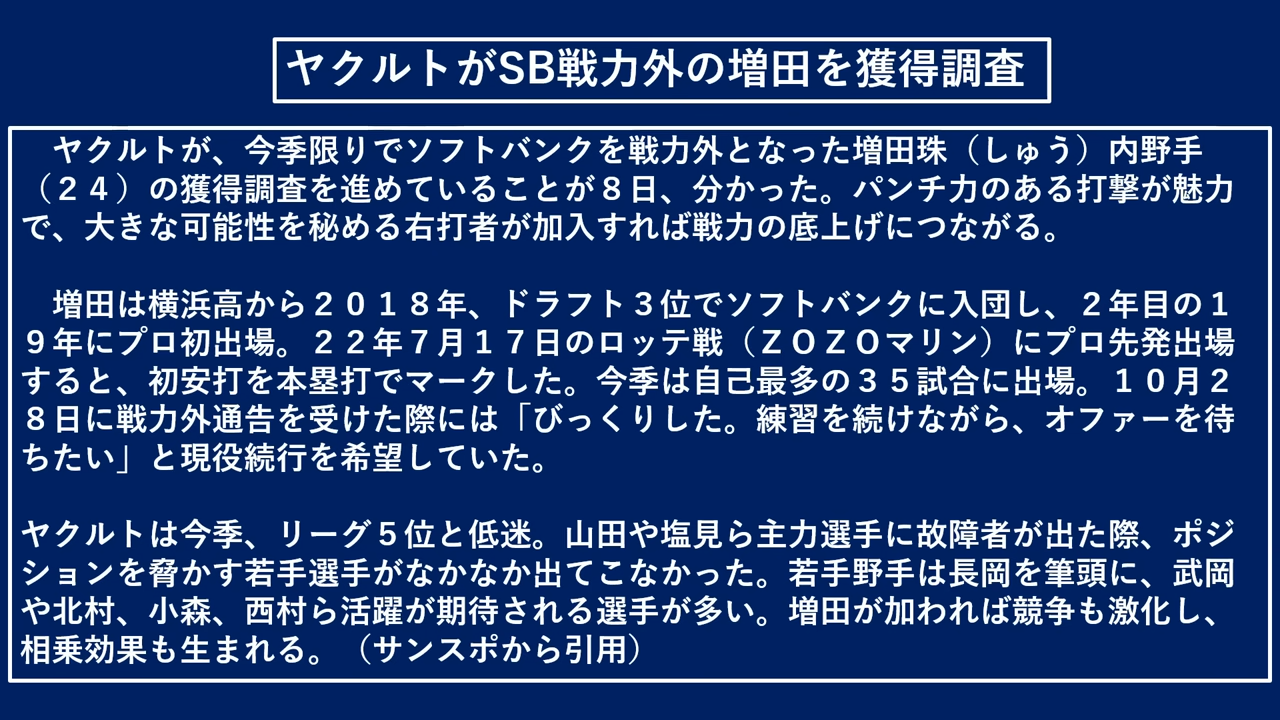 ヤクルトがSB戦力外の増田を獲得調査
　ヤクルトが、今季限りでソフトバンクを戦力外となった増田珠（しゅう）内野手
（２４）の獲得調査を進めていることが８日、分かった。パンチ力のある打撃が魅力
で、大きな可能性を秘める右打者が加入すれば戦力の底上げにつながる。
　増田は横浜高から２０１８年、ドラフト３位でソフトバンクに入団し、２年目の１
９年にプロ初出場。２２年７月１７日のロッテ戦（ＺＯＺＯマリン）にプロ先発出場
すると、初安打を本塁打でマークした。今季は自己最多の３５試合に出場。１０月２
８日に戦力外通告を受けた際には「びっくりした。練習を続けながら、オファーを待
ちたい」と現役続行を希望していた。
ヤクルトは今季、リーグ５位と低迷。山田や塩見ら主力選手に故障者が出た際、ポジ
ションを脅かす若手選手がなかなか出てこなかった。若手野手は長岡を筆頭に、武岡
や北村、小森、西村ら活躍が期待される選手が多い。増田が加われば競争も激化し、
相乗効果も生まれる。（サンスポから引用）